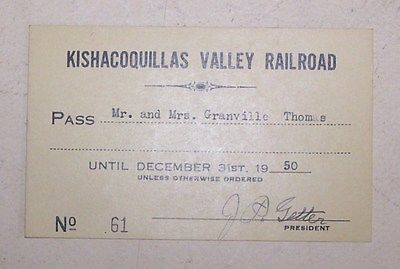 KISHACOQUILLAS VALLEY RAILROAD
PASS Mr. and Mrs. Granville Thomas
UNTIL DECEMBER 31ST, 19 50
UNLESS OTHERWISE ORDERED
No 61
J A Getter
PRESIDENT